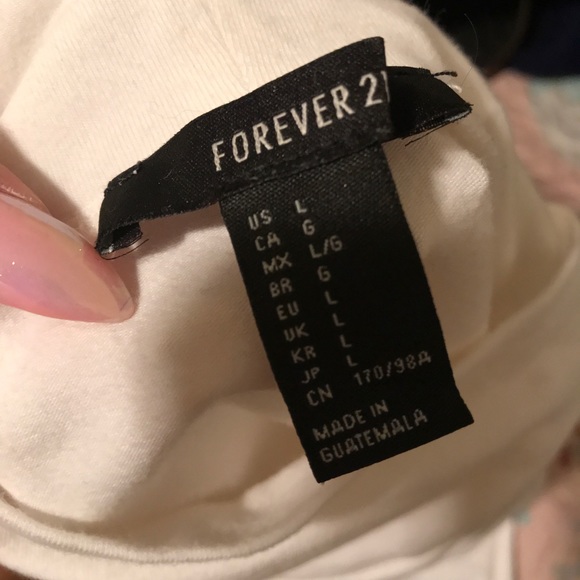 FOREVER 21
US L
CA G
MX L/G
BR G
EU L
UK L
KR L
JP L
CN 170/98A
MADE IN
GUATEMALA